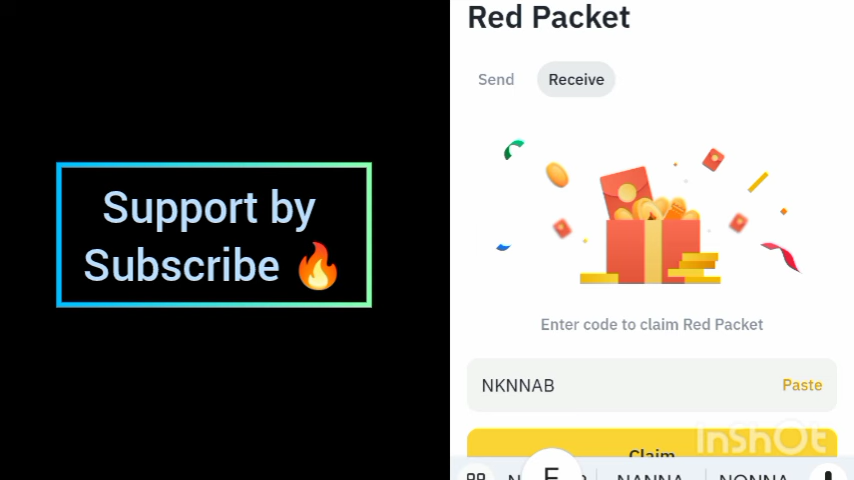 Support by
Subscribe 🔥
Red Packet
Send
Receive
Enter code to claim Red Packet
NKNNAB
Paste
InShOt
Claim
E
NANNA
NONNA